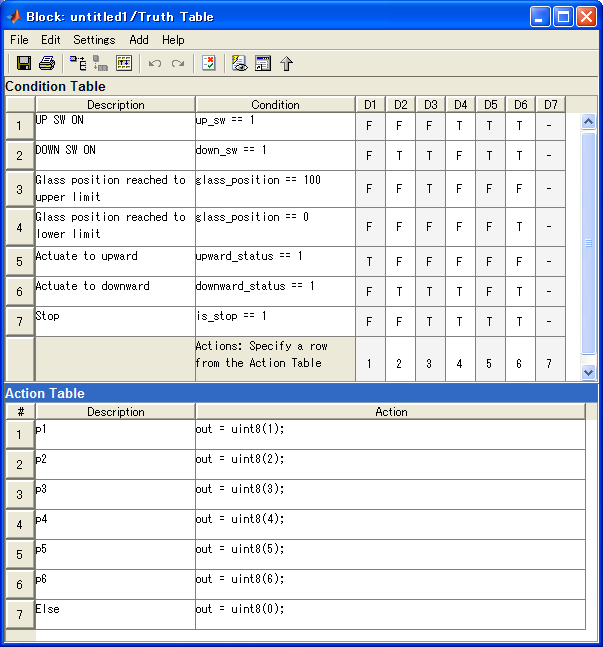 Block: untitled1/Truth Table
File Edit Settings Add Help
Condition Table
Description Condition D1 D2 D3 D4 D5 D6 D7
1 UP SW ON up_sw == 1 F F F T T T -
2 DOWN SW ON down_sw == 1 F T T F T T -
3 Glass position reached to upper limit glass_position == 100 F F T F F F -
4 Glass position reached to lower limit glass_position == 0 F F F F F T -
5 Actuate to upward upward_status == 1 T F F F F F -
6 Actuate to downward downward_status == 1 F T T T F T -
7 Stop is_stop == 1 F F T T T T -
Actions: Specify a row from the Action Table 1 2 3 4 5 6 7
Action Table
# Description Action
1 p1 out = uint8(1);
2 p2 out = uint8(2);
3 p3 out = uint8(3);
4 p4 out = uint8(4);
5 p5 out = uint8(5);
6 p6 out = uint8(6);
7 Else out = uint8(0);